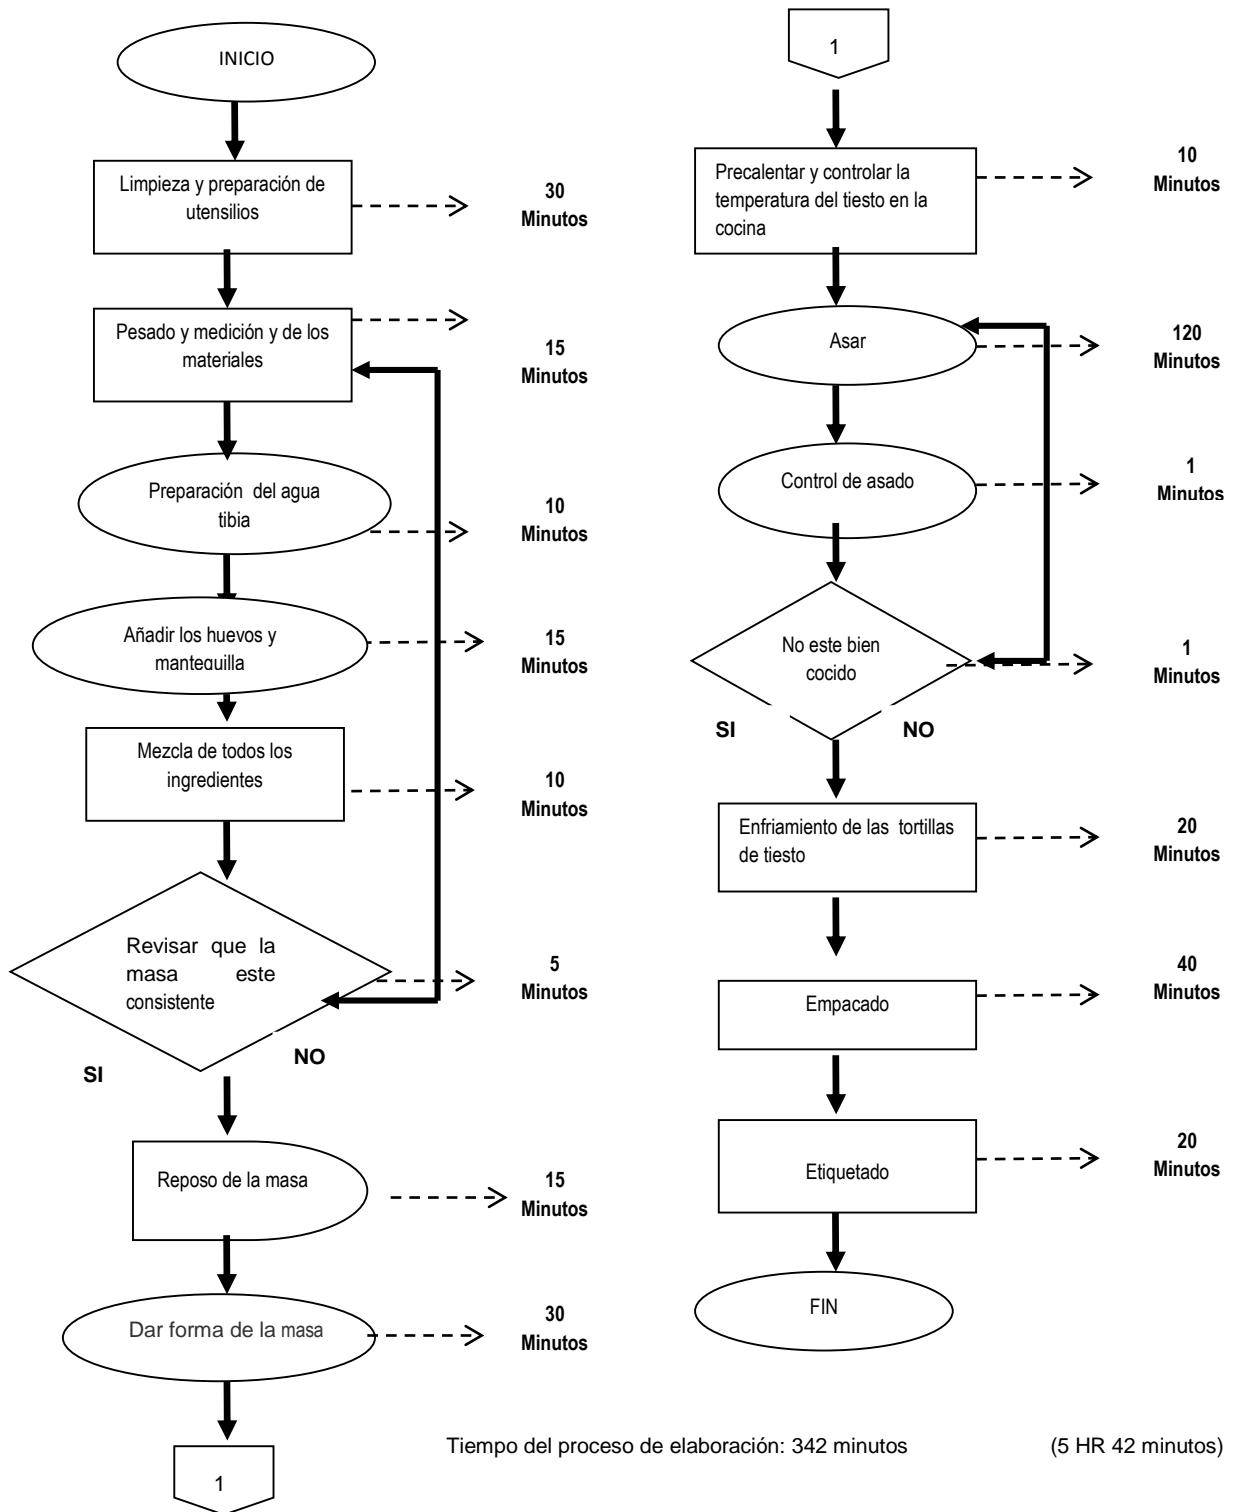 INICIO
Limpieza y preparación de
utensilios
30
Minutos
Pesado y medición y de los
materiales
15
Minutos
Preparación del agua
tibia
10
Minutos
Añadir los huevos y
mantequilla
15
Minutos
Mezcla de todos los
ingredientes
10
Minutos
Revisar que la
masa este
consistente
5
Minutos
SI
NO
Reposo de la masa
15
Minutos
Dar forma de la masa
30
Minutos
1
1
Precalentar y controlar la
temperatura del tiesto en la
cocina
10
Minutos
Asar
120
Minutos
Control de asado
1
Minutos
No este bien
cocido
1
Minutos
SI
NO
Enfriamiento de las tortillas
de tiesto
20
Minutos
Empacado
40
Minutos
Etiquetado
20
Minutos
FIN
Tiempo del proceso de elaboración: 342 minutos (5 HR 42 minutos)